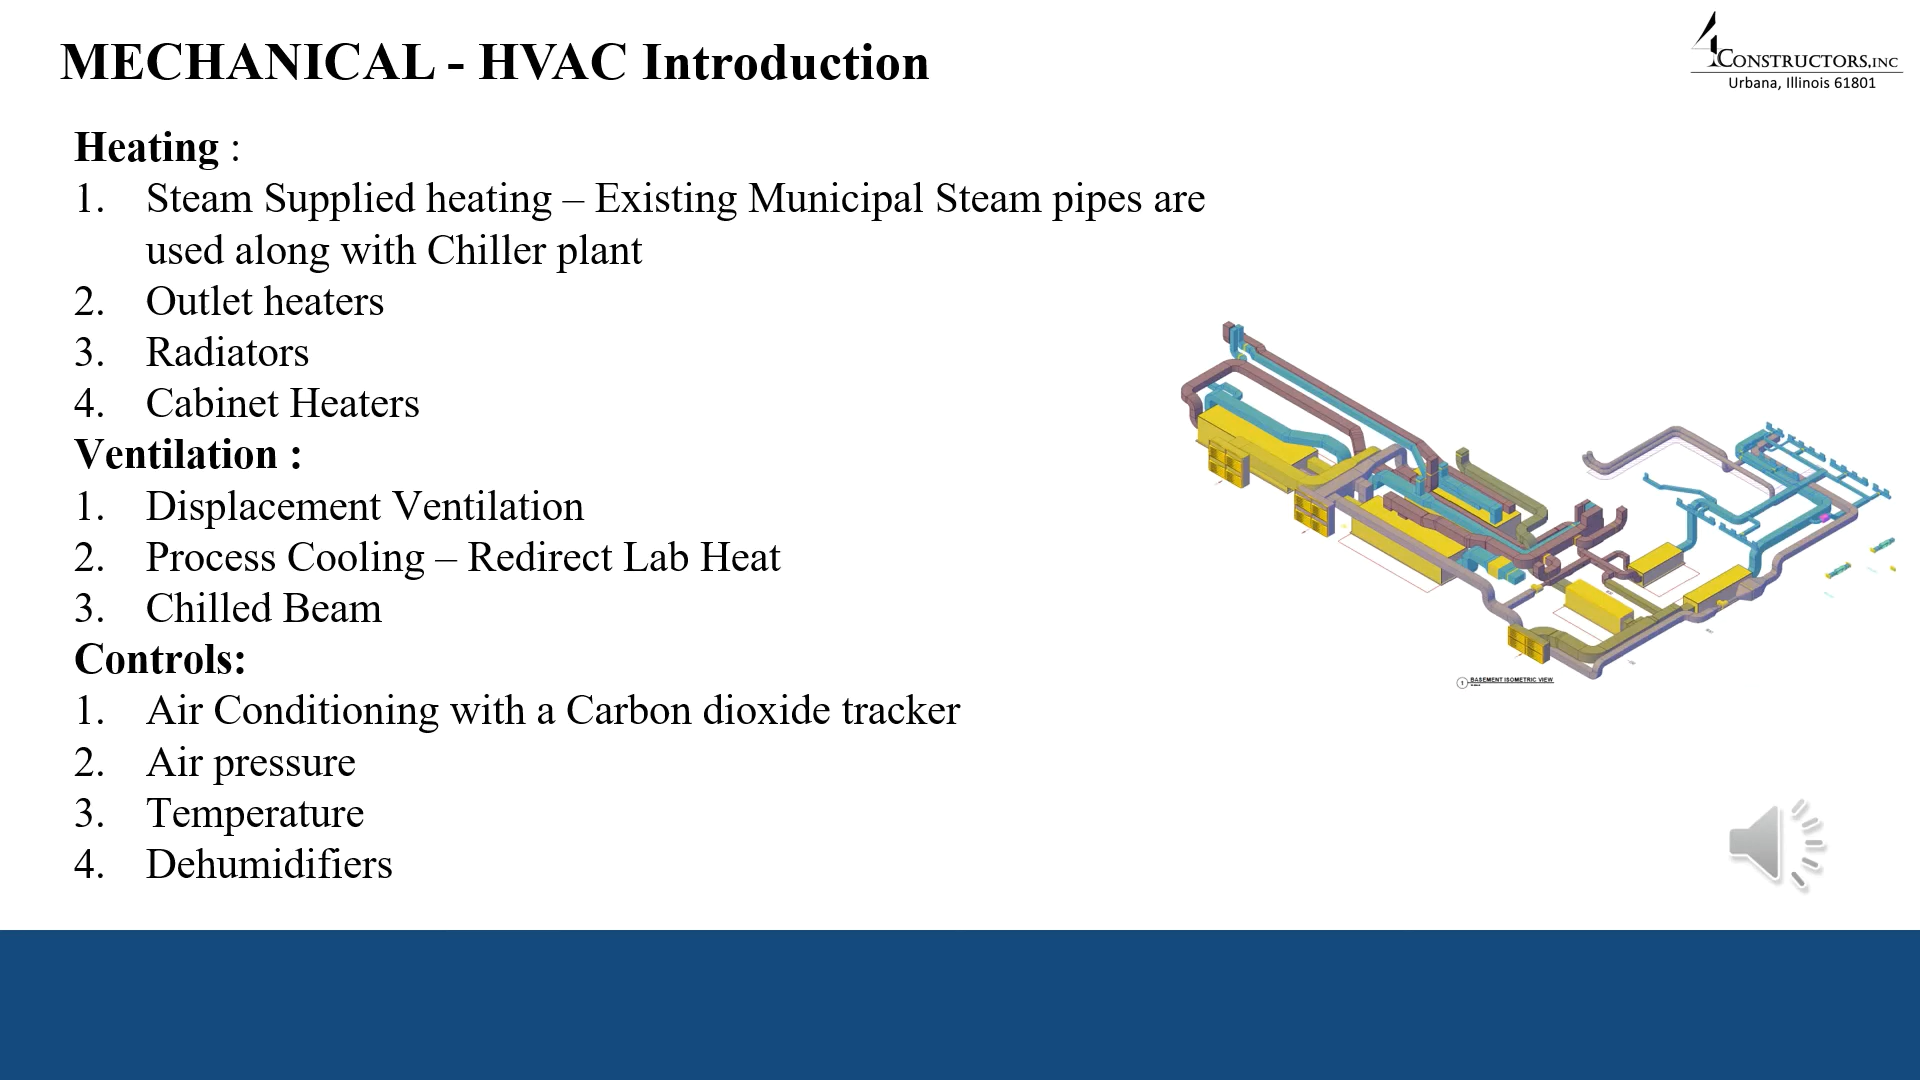 MECHANICAL - HVAC Introduction
CONSTRUCTORS,INC
Urbana, Illinois 61801
Heating :
1. Steam Supplied heating – Existing Municipal Steam pipes are
used along with Chiller plant
2. Outlet heaters
3. Radiators
4. Cabinet Heaters
Ventilation :
1. Displacement Ventilation
2. Process Cooling – Redirect Lab Heat
3. Chilled Beam
Controls:
1. Air Conditioning with a Carbon dioxide tracker
2. Air pressure
3. Temperature
4. Dehumidifiers
1 BASEMENT ISOMETRIC VIEW